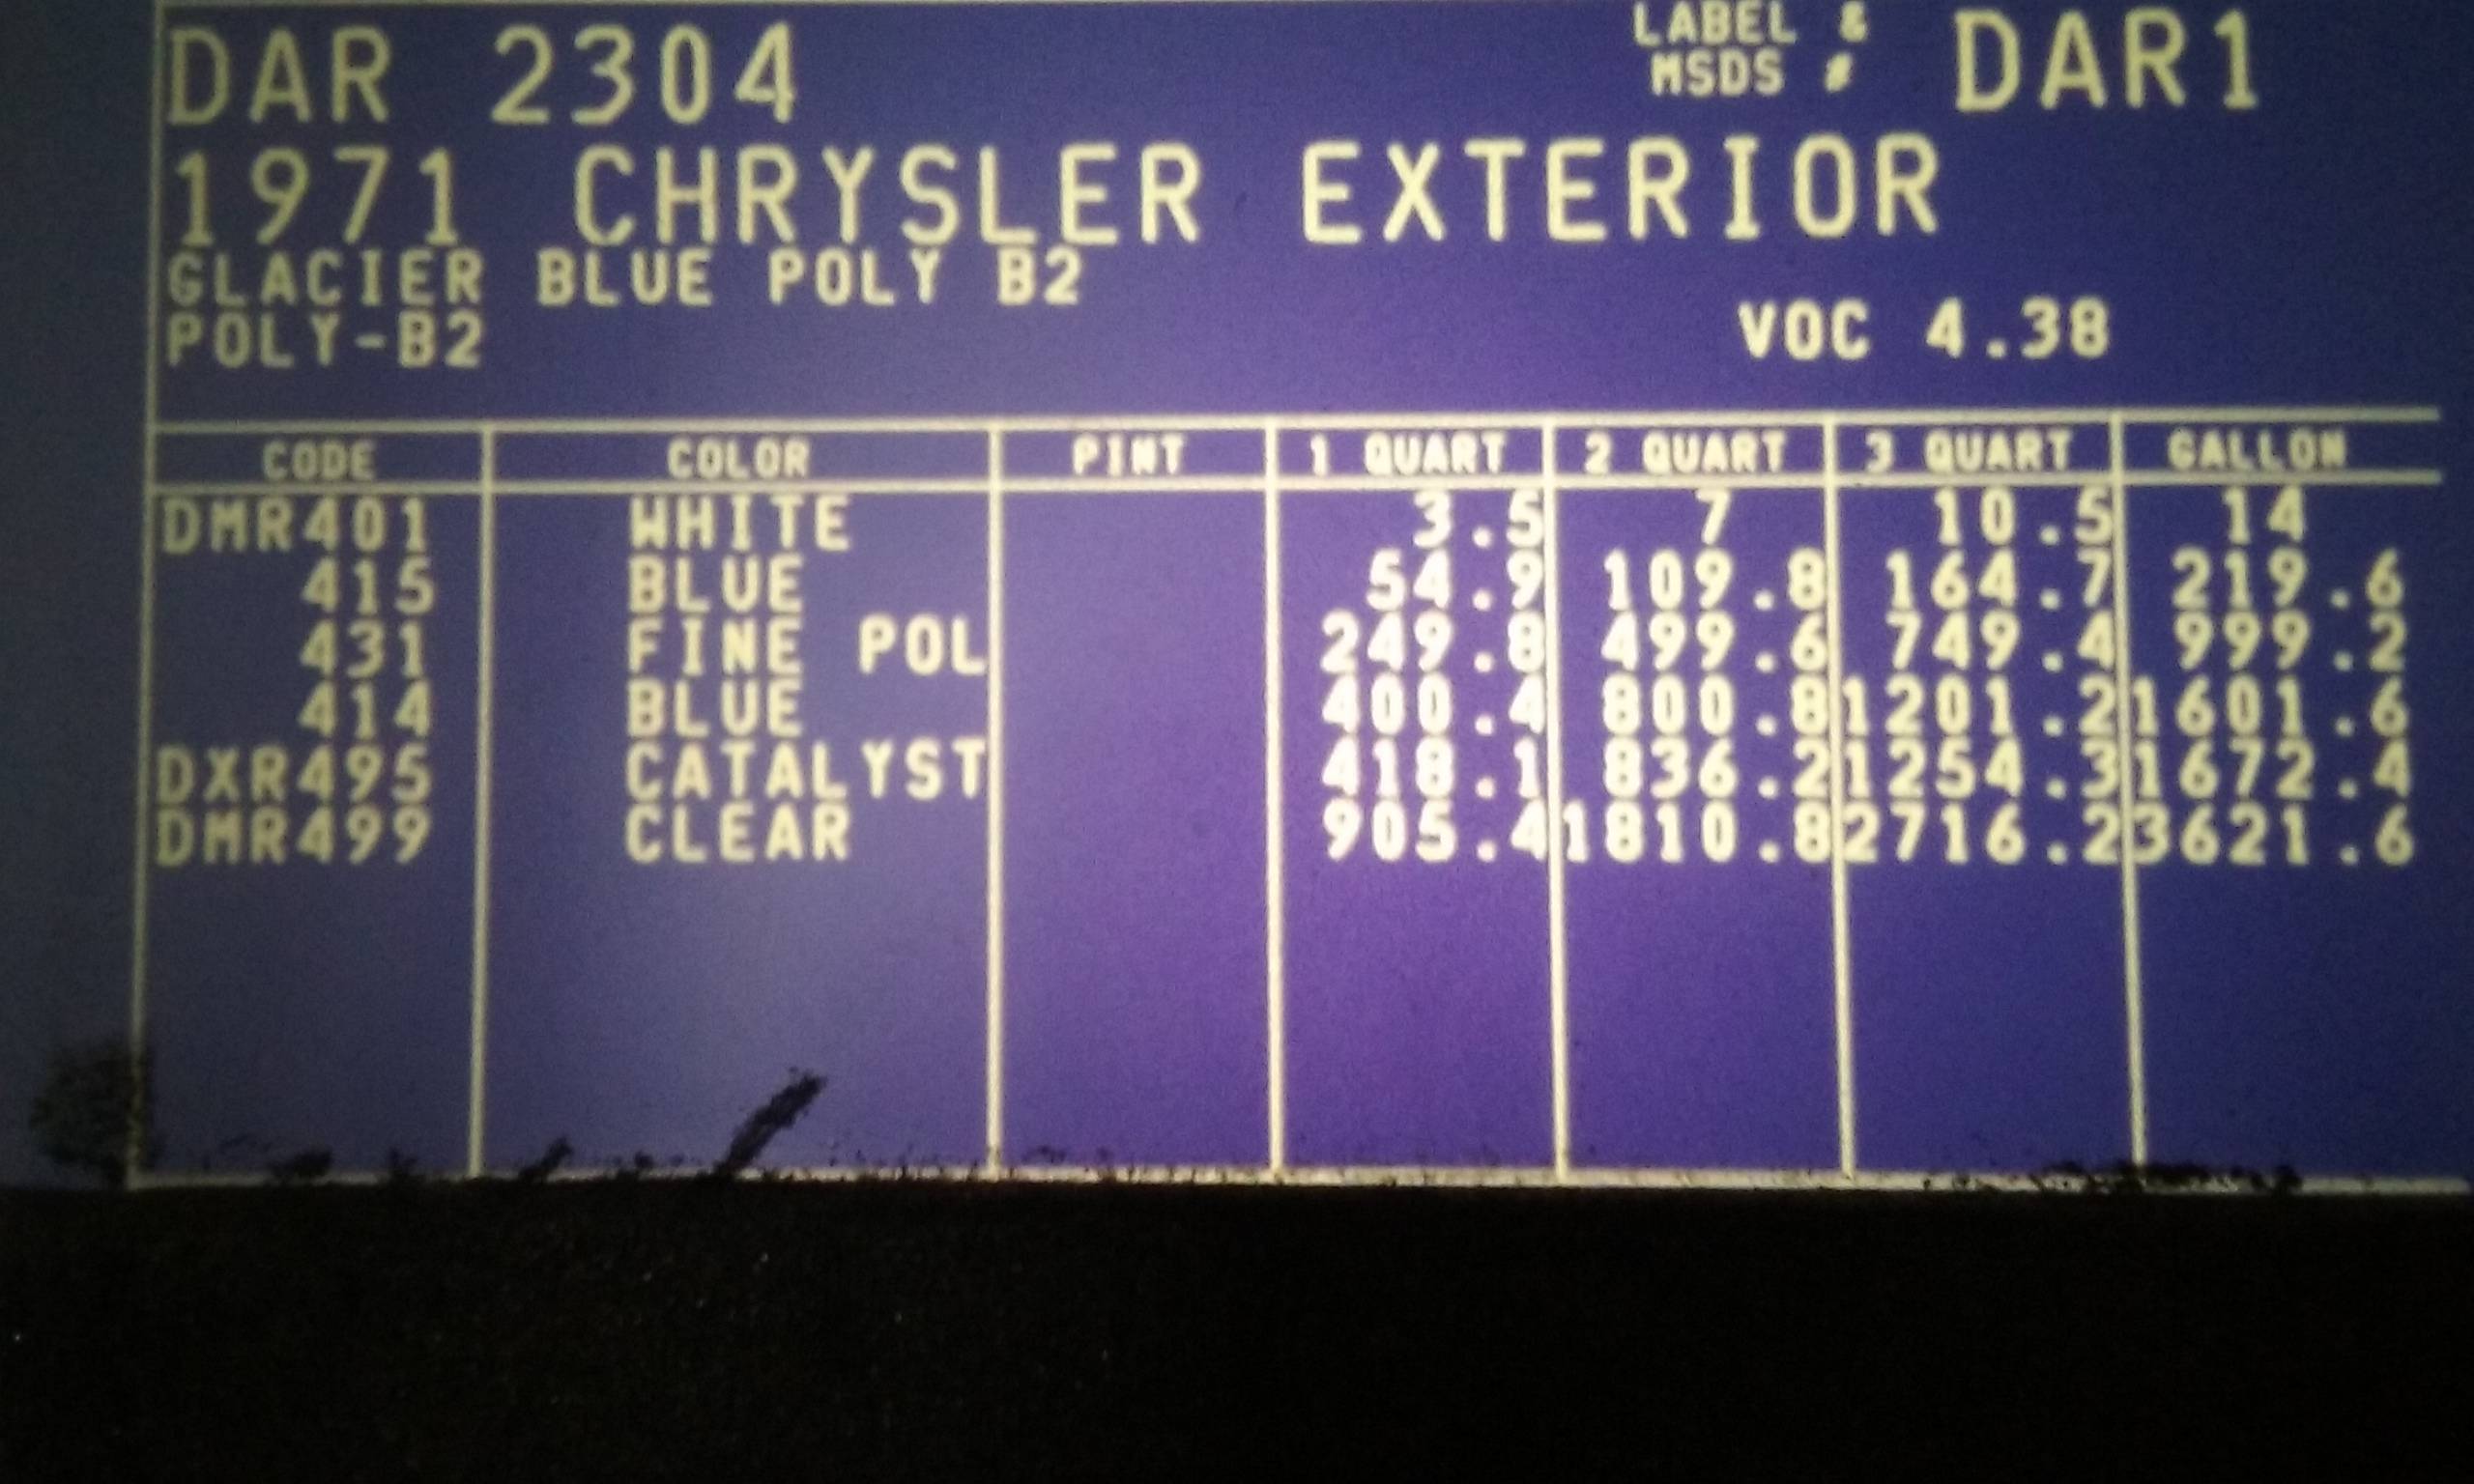 DAR 2304 LABEL & MSDS # DAR1
1971 CHRYSLER EXTERIOR
GLACIER BLUE POLY B2
POLY-B2 VOC 4.38
CODE COLOR PINT 1 QUART 2 QUART 3 QUART GALLON
DMR401 WHITE 3.5 7 10.5 14
415 BLUE 54.9 109.8 164.7 219.6
431 FINE POL 249.8 499.6 749.4 999.2
414 BLUE 400.4 800.8 1201.2 1601.6
DXR495 CATALYST 418.1 836.2 1254.3 1672.4
DMR499 CLEAR 905.4 1810.8 2716.2 3621.6